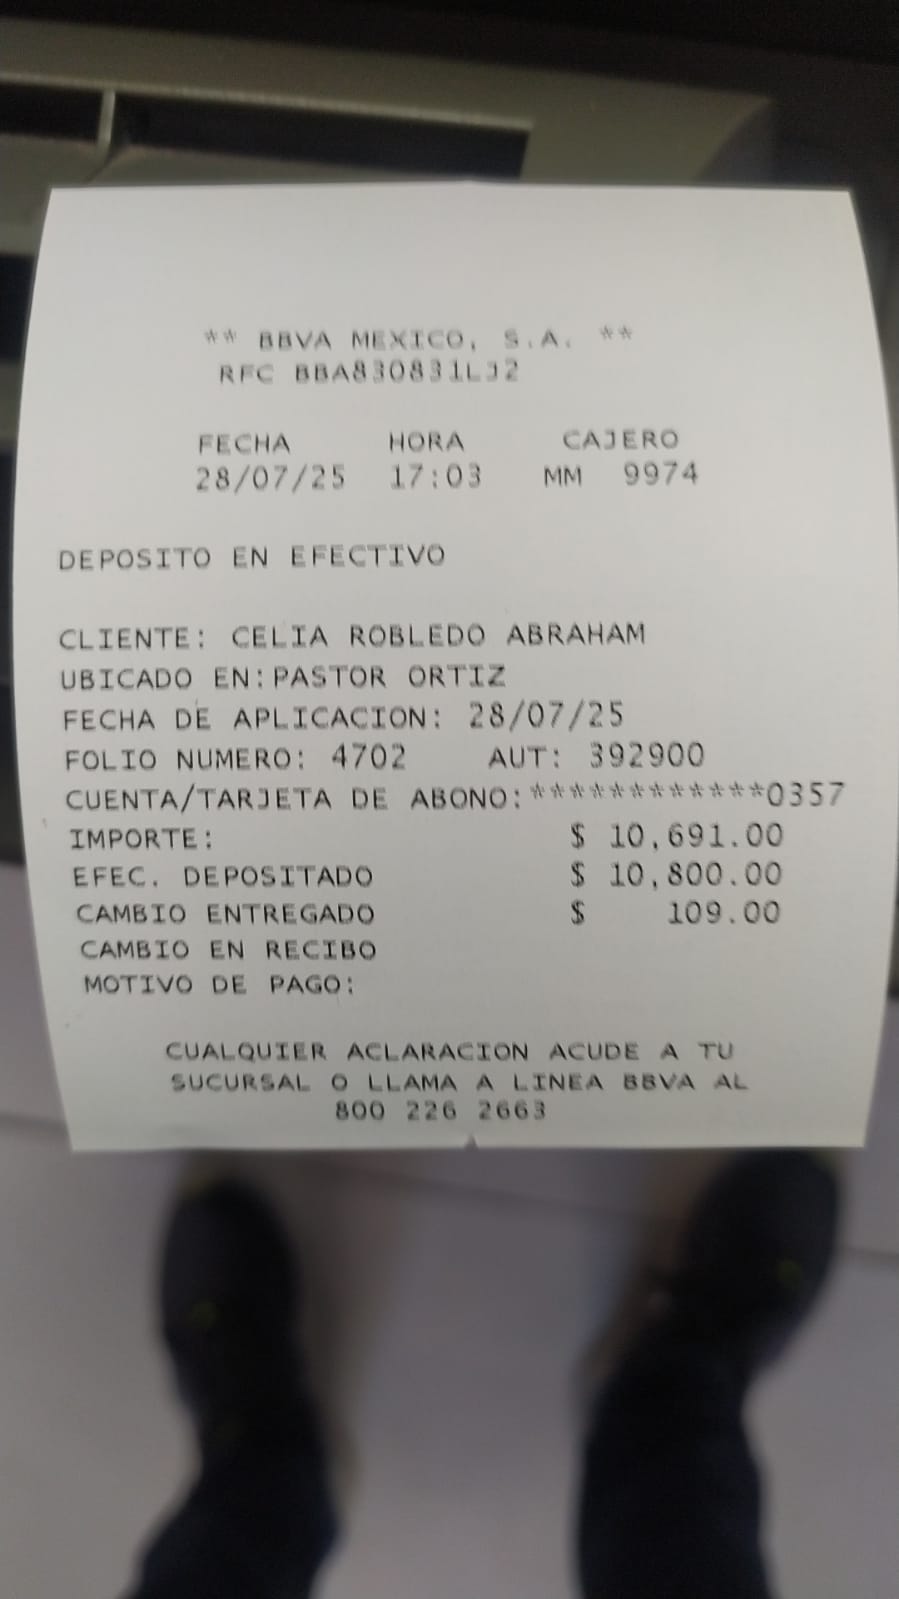 ** BBVA MEXICO, S.A. **
RFC BBA830831LJ2
FECHA HORA CAJERO
28/07/25 17:03 MM 9974
DEPOSITO EN EFECTIVO
CLIENTE: CELIA ROBLEDO ABRAHAM
UBICADO EN:PASTOR ORTIZ
FECHA DE APLICACION: 28/07/25
FOLIO NUMERO: 4702 AUT: 392900
CUENTA/TARJETA DE ABONO:************0357
IMPORTE: $ 10,691.00
EFEC. DEPOSITADO $ 10,800.00
CAMBIO ENTREGADO $ 109.00
CAMBIO EN RECIBO
MOTIVO DE PAGO:
CUALQUIER ACLARACION ACUDE A TU
SUCURSAL O LLAMA A LINEA BBVA AL
800 226 2663